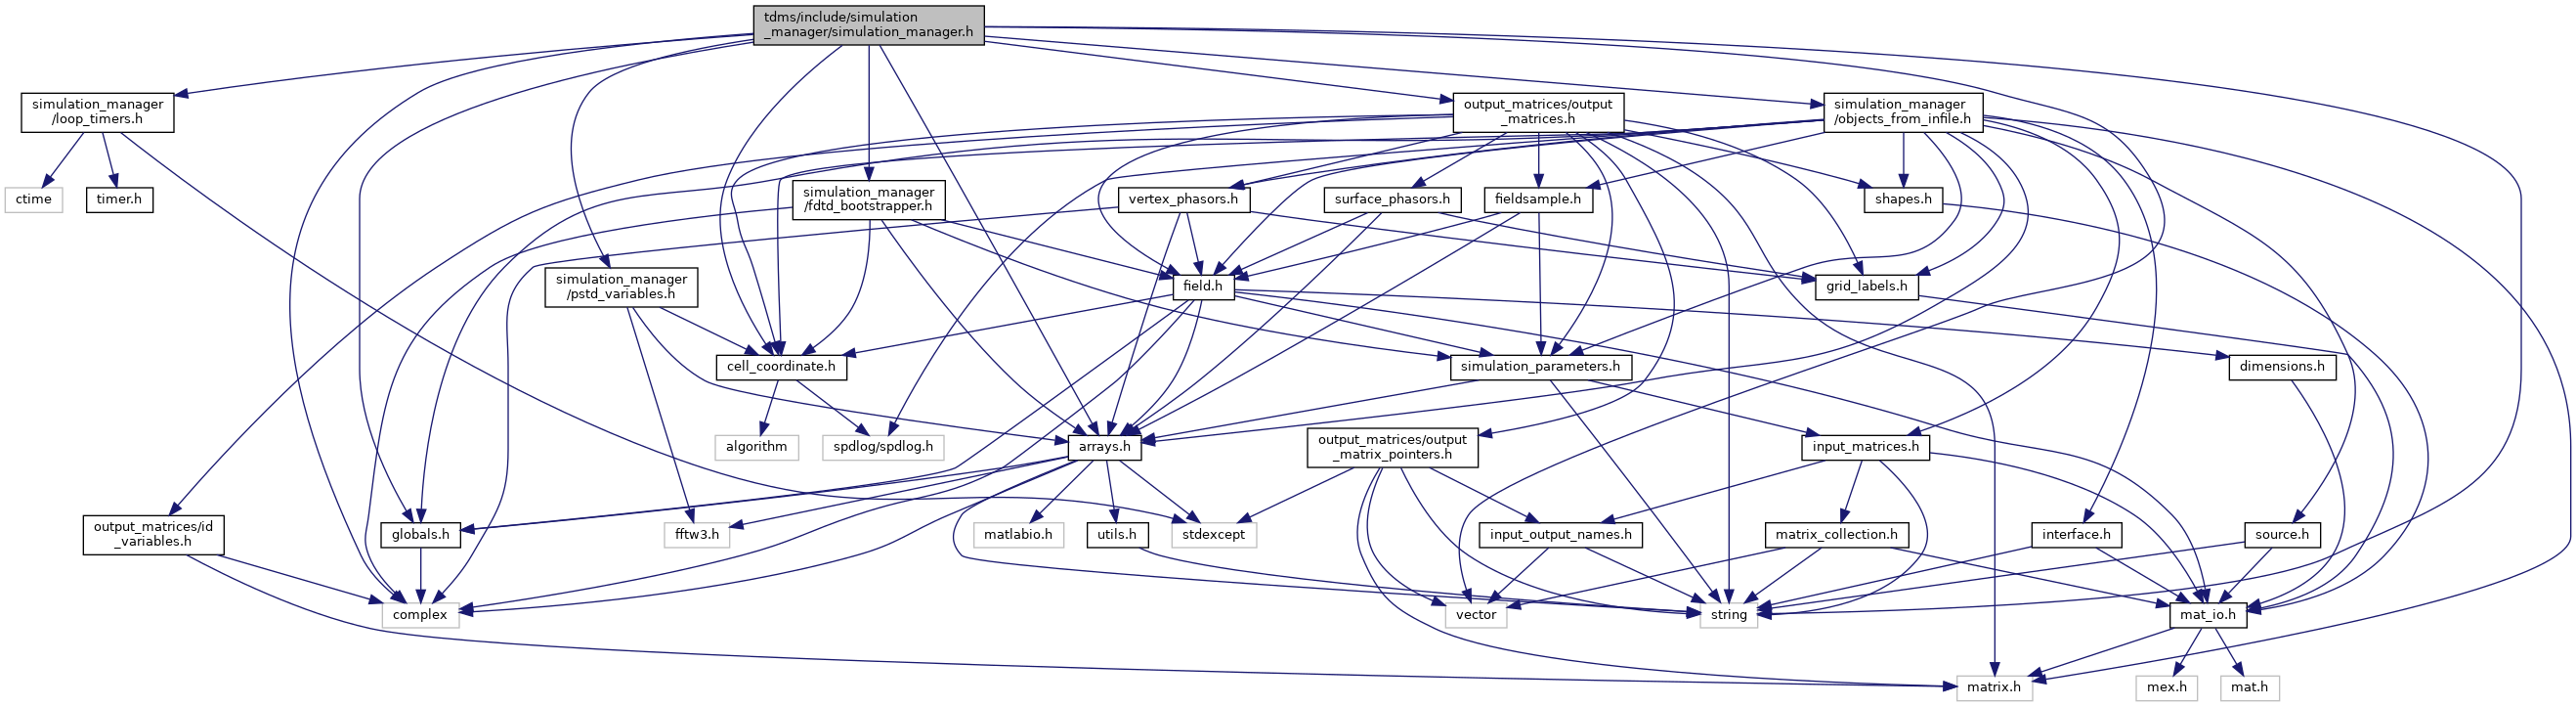 tdms/include/simulation
_manager/simulation_manager.h
simulation_manager
/loop_timers.h
output_matrices/output
_matrices.h
simulation_manager
/objects_from_infile.h
ctime
timer.h
simulation_manager
/fdtd_bootstrapper.h
vertex_phasors.h
surface_phasors.h
fieldsample.h
shapes.h
simulation_manager
/pstd_variables.h
field.h
grid_labels.h
cell_coordinate.h
simulation_parameters.h
dimensions.h
algorithm
spdlog/spdlog.h
arrays.h
output_matrices/output
_matrix_pointers.h
input_matrices.h
output_matrices/id
_variables.h
globals.h
fftw3.h
matlabio.h
utils.h
stdexcept
input_output_names.h
matrix_collection.h
interface.h
source.h
complex
vector
string
mat_io.h
matrix.h
mex.h
mat.h